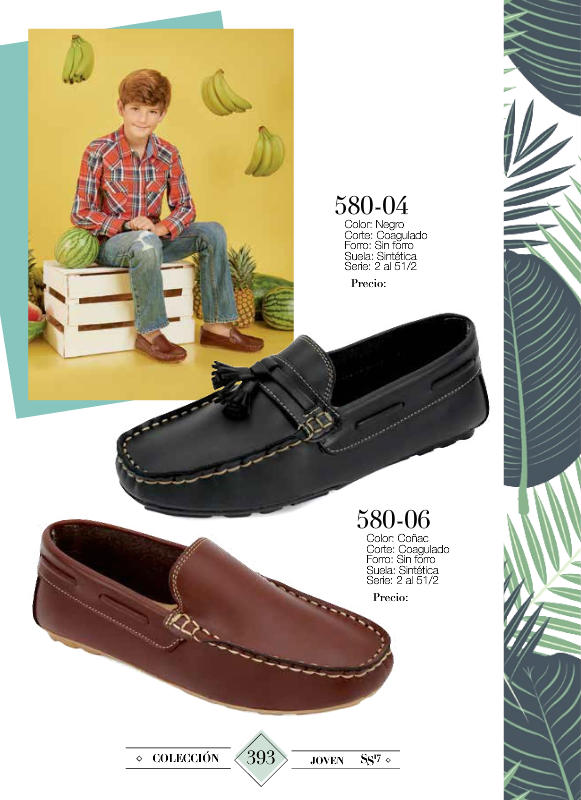 580-04
Color: Negro
Corte: Coagulado
Forro: Sin forro
Suela: Sintética
Serie: 2 al 51/2
Precio:
580-06
Color: Coñac
Corte: Coagulado
Forro: Sin forro
Suela: Sintética
Serie: 2 al 51/2
Precio:
COLECCIÓN 393 JOVEN SS17